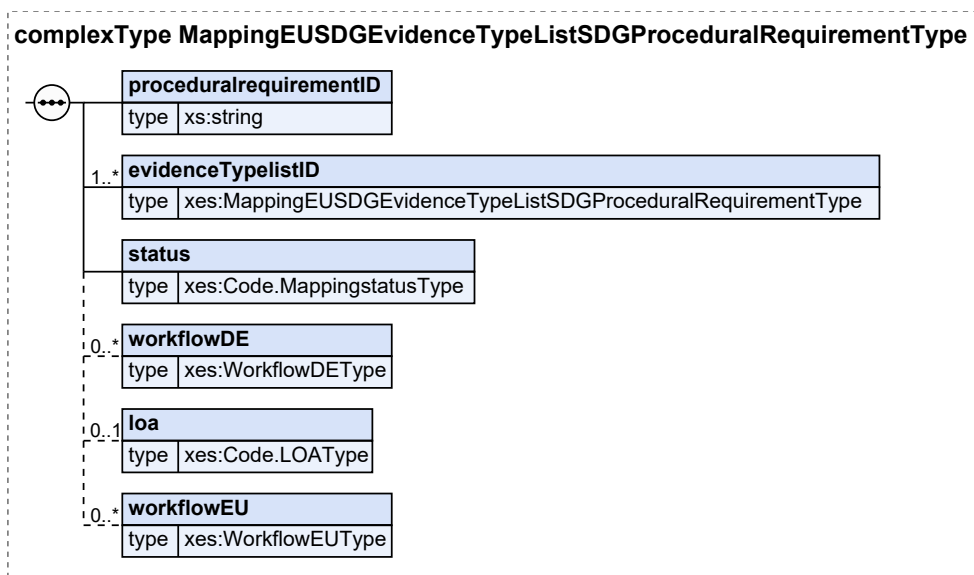 complexType MappingEUSDGEvidenceTypeListSDGProceduralRequirementType
proceduralrequirementID
type xs:string
1..* evidenceTypelistID
type xes:MappingEUSDGEvidenceTypeListSDGProceduralRequirementType
status
type xes:Code.MappingstatusType
0..* workflowDE
type xes:WorkflowDEType
0..1 loa
type xes:Code.LOAType
0..* workflowEU
type xes:WorkflowEUType